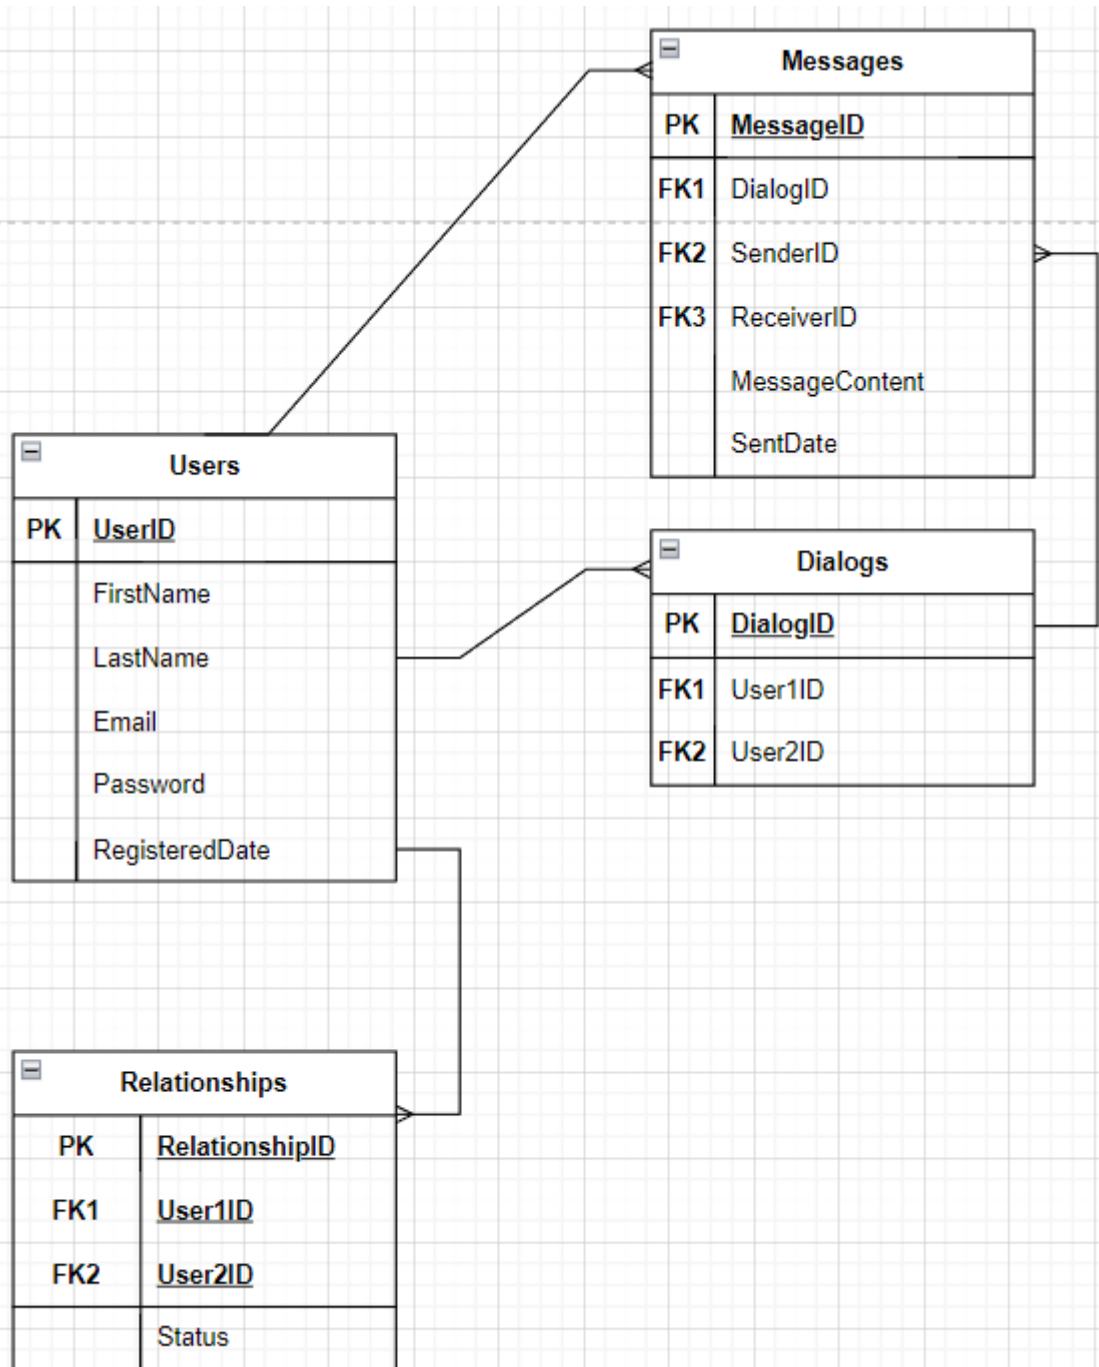 Messages
PK MessageID
FK1 DialogID
FK2 SenderID
FK3 ReceiverID
MessageContent
SentDate
Users
PK UserID
FirstName
LastName
Email
Password
RegisteredDate
Dialogs
PK DialogID
FK1 User1ID
FK2 User2ID
Relationships
PK RelationshipID
FK1 User1ID
FK2 User2ID
Status